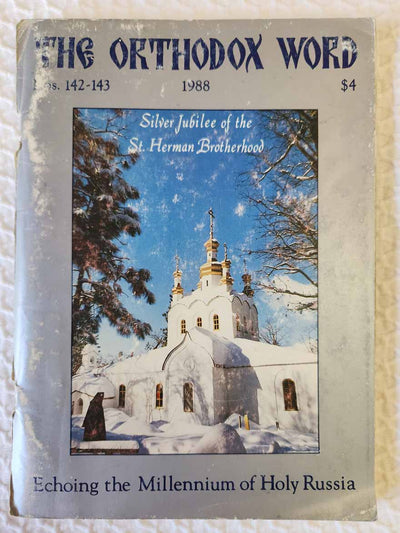 THE ORTHODOX WORD
Nos. 142-143 1988 $4
Silver Jubilee of the
St. Herman Brotherhood
Echoing the Millennium of Holy Russia